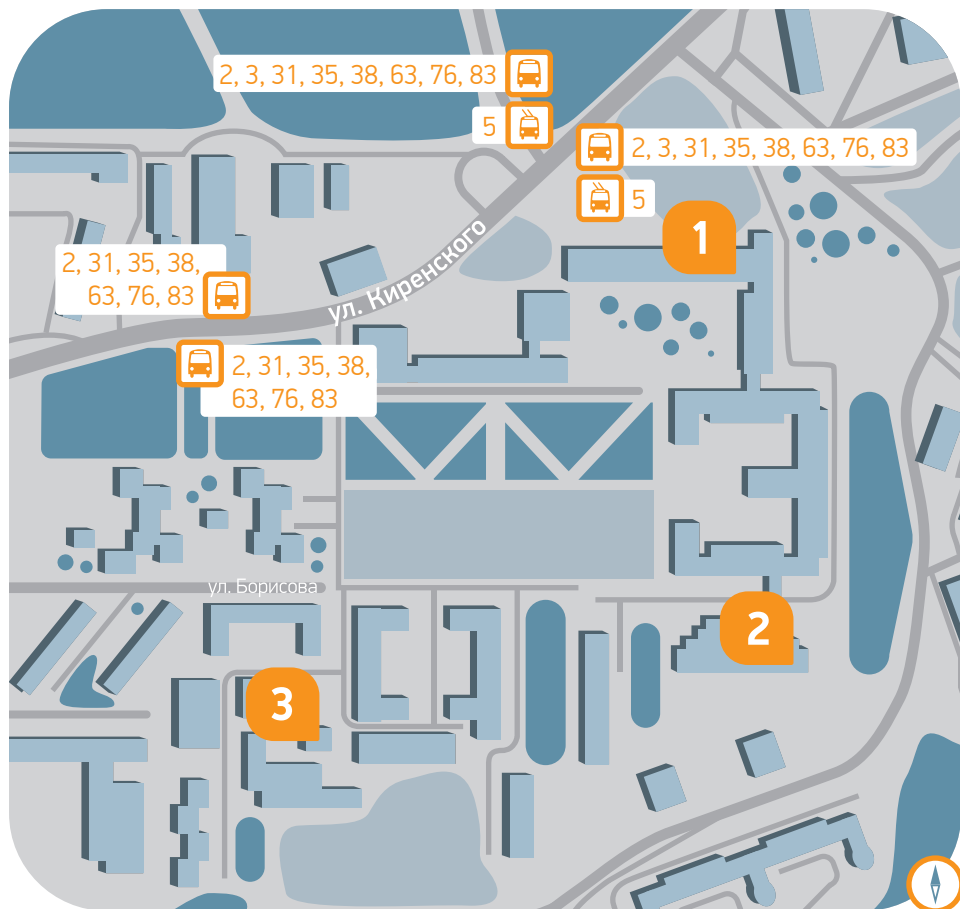 2, 3, 31, 35, 38, 63, 76, 83
5
2, 3, 31, 35, 38, 63, 76, 83
5
1
2, 31, 35, 38,
63, 76, 83
ул. Киренского
2, 31, 35, 38,
63, 76, 83
ул. Борисова
2
3